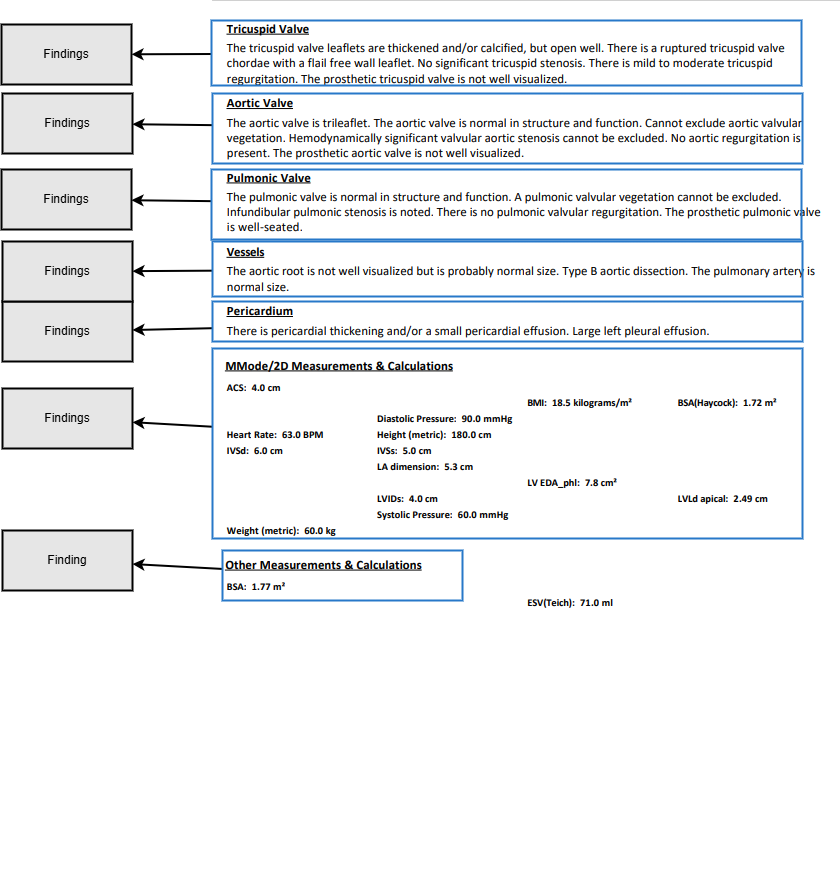 Findings
Tricuspid Valve
The tricuspid valve leaflets are thickened and/or calcified, but open well. There is a ruptured tricuspid valve
chordae with a flail free wall leaflet. No significant tricuspid stenosis. There is mild to moderate tricuspid
regurgitation. The prosthetic tricuspid valve is not well visualized.
Findings
Aortic Valve
The aortic valve is trileaflet. The aortic valve is normal in structure and function. Cannot exclude aortic valvular
vegetation. Hemodynamically significant valvular aortic stenosis cannot be excluded. No aortic regurgitation is
present. The prosthetic aortic valve is not well visualized.
Findings
Pulmonic Valve
The pulmonic valve is normal in structure and function. A pulmonic valvular vegetation cannot be excluded.
Infundibular pulmonic stenosis is noted. There is no pulmonic valvular regurgitation. The prosthetic pulmonic valve
is well-seated.
Findings
Vessels
The aortic root is not well visualized but is probably normal size. Type B aortic dissection. The pulmonary artery is
normal size.
Findings
Pericardium
There is pericardial thickening and/or a small pericardial effusion. Large left pleural effusion.
Findings
MMode/2D Measurements & Calculations
ACS: 4.0 cm
BMI: 18.5 kilograms/m² BSA(Haycock): 1.72 m²
Diastolic Pressure: 90.0 mmHg
Heart Rate: 63.0 BPM Height (metric): 180.0 cm
IVSd: 6.0 cm IVSs: 5.0 cm
LA dimension: 5.3 cm
LV EDA_phl: 7.8 cm²
LVIDs: 4.0 cm LVLd apical: 2.49 cm
Systolic Pressure: 60.0 mmHg
Weight (metric): 60.0 kg
Finding
Other Measurements & Calculations
BSA: 1.77 m²
ESV(Teich): 71.0 ml